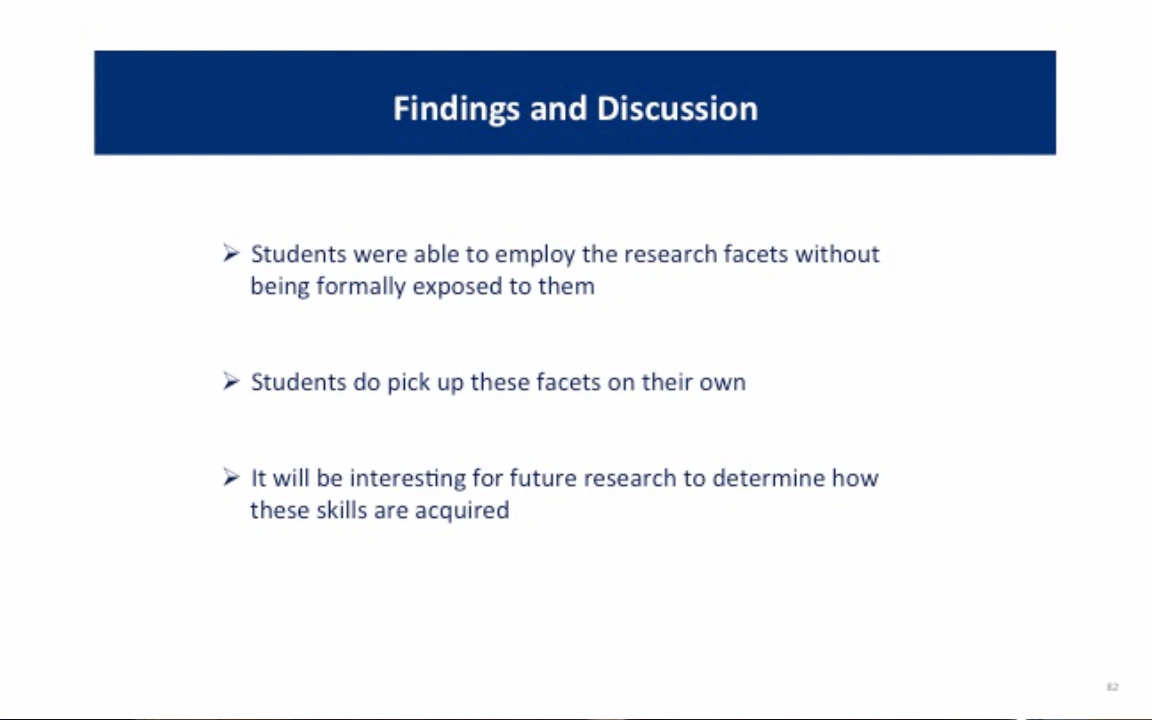 Findings and Discussion
➢ Students were able to employ the research facets without
being formally exposed to them
➢ Students do pick up these facets on their own
➢ It will be interesting for future research to determine how
these skills are acquired
82